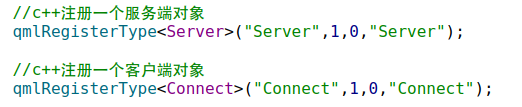 //c++注册一个服务端对象
qmlRegisterType<Server>("Server",1,0,"Server");
//c++注册一个客户端对象
qmlRegisterType<Connect>("Connect",1,0,"Connect");